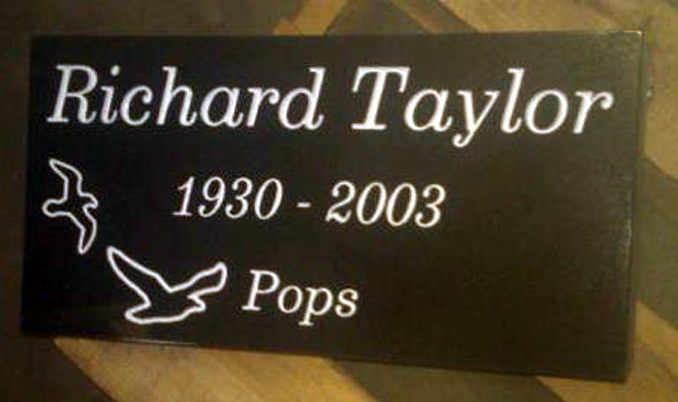 Richard Taylor
1930 - 2003
Pops